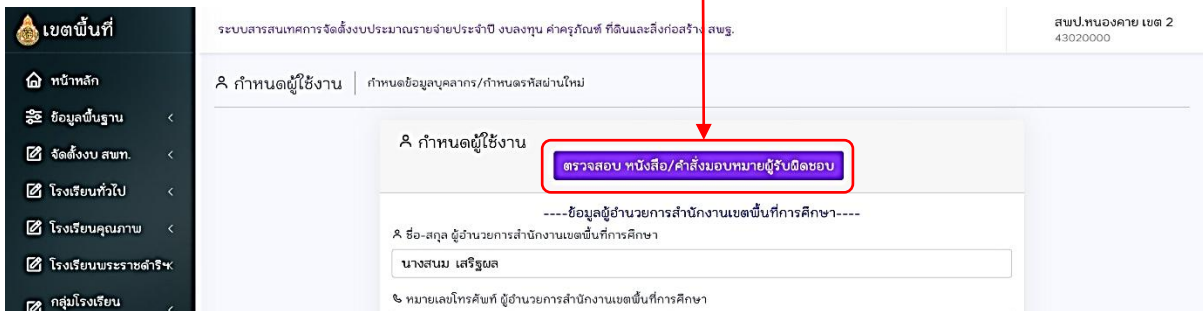 เขตพื้นที่
ระบบสารสนเทศการจัดตั้งงบประมาณรายจ่ายประจำปี งบลงทุน ค่าครุภัณฑ์ ที่ดินและสิ่งก่อสร้าง สพฐ.
สพป.หนองคาย เขต 2
43020000
หน้าหลัก
ข้อมูลพื้นฐาน
จัดตั้งงบ สพท.
โรงเรียนทั่วไป
โรงเรียนคุณภาพ
โรงเรียนพระราชดำริฯ
กลุ่มโรงเรียน
กำหนดผู้ใช้งาน
กำหนดข้อมูลบุคลากร/กำหนดรหัสผ่านใหม่
กำหนดผู้ใช้งาน
ตรวจสอบ หนังสือ/คำสั่งมอบหมายผู้รับผิดชอบ
----ข้อมูลผู้อำนวยการสำนักงานเขตพื้นที่การศึกษา----
ชื่อ-สกุล ผู้อำนวยการสำนักงานเขตพื้นที่การศึกษา
นางสนม เสริฐผล
หมายเลขโทรศัพท์ ผู้อำนวยการสำนักงานเขตพื้นที่การศึกษา